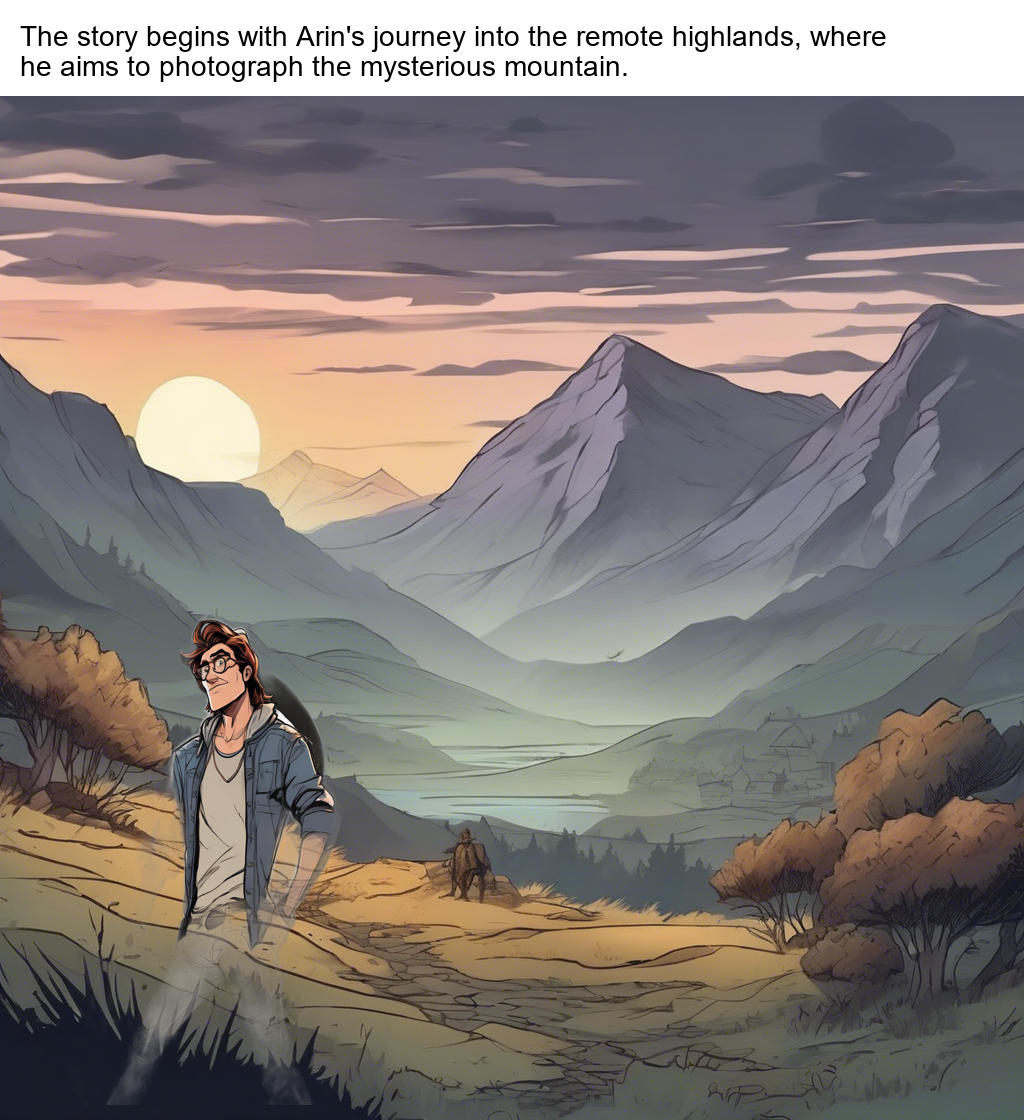 The story begins with Arin's journey into the remote highlands, where
he aims to photograph the mysterious mountain.